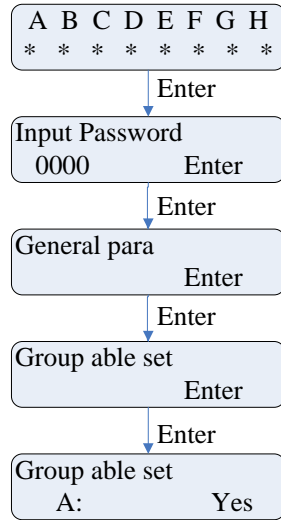 A B C D E F G H
* * * * * * * *
Enter
Input Password
0000 Enter
Enter
General para
Enter
Enter
Group able set
Enter
Enter
Group able set
A: Yes